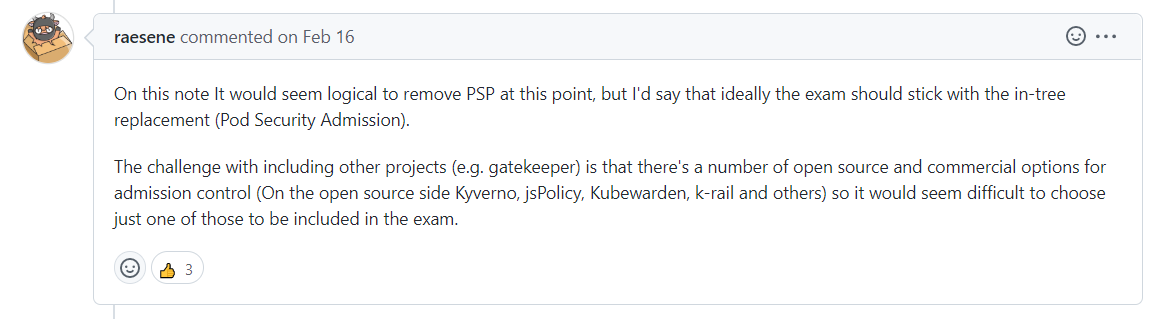 raesene commented on Feb 16
On this note It would seem logical to remove PSP at this point, but I'd say that ideally the exam should stick with the in-tree
replacement (Pod Security Admission).
The challenge with including other projects (e.g. gatekeeper) is that there's a number of open source and commercial options for
admission control (On the open source side Kyverno, jsPolicy, Kubewarden, k-rail and others) so it would seem difficult to choose
just one of those to be included in the exam.
3